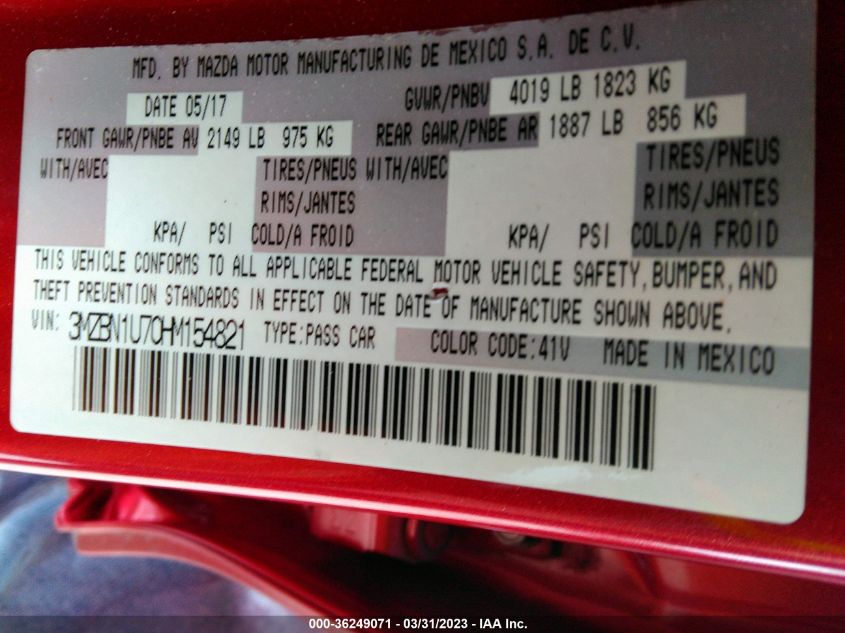 MFD. BY MAZDA MOTOR MANUFACTURING DE MEXICO S.A. DE C.V.
DATE 05/17 GVWR/PNBV 4019 LB 1823 KG
FRONT GAWR/PNBE AV 2149 LB 975 KG REAR GAWR/PNBE AR 1887 LB 856 KG
WITH/AVEC TIRES/PNEUS WITH/AVEC TIRES/PNEUS
RIMS/JANTES RIMS/JANTES
KPA/ PSI COLD/A FROID KPA/ PSI COLD/A FROID
THIS VEHICLE CONFORMS TO ALL APPLICABLE FEDERAL MOTOR VEHICLE SAFETY, BUMPER, AND
THEFT PREVENTION STANDARDS IN EFFECT ON THE DATE OF MANUFACTURE SHOWN ABOVE.
VIN: 3MZBN1U70HM154821 TYPE:PASS CAR COLOR CODE:41V MADE IN MEXICO
000-36249071 - 03/31/2023 - IAA Inc.